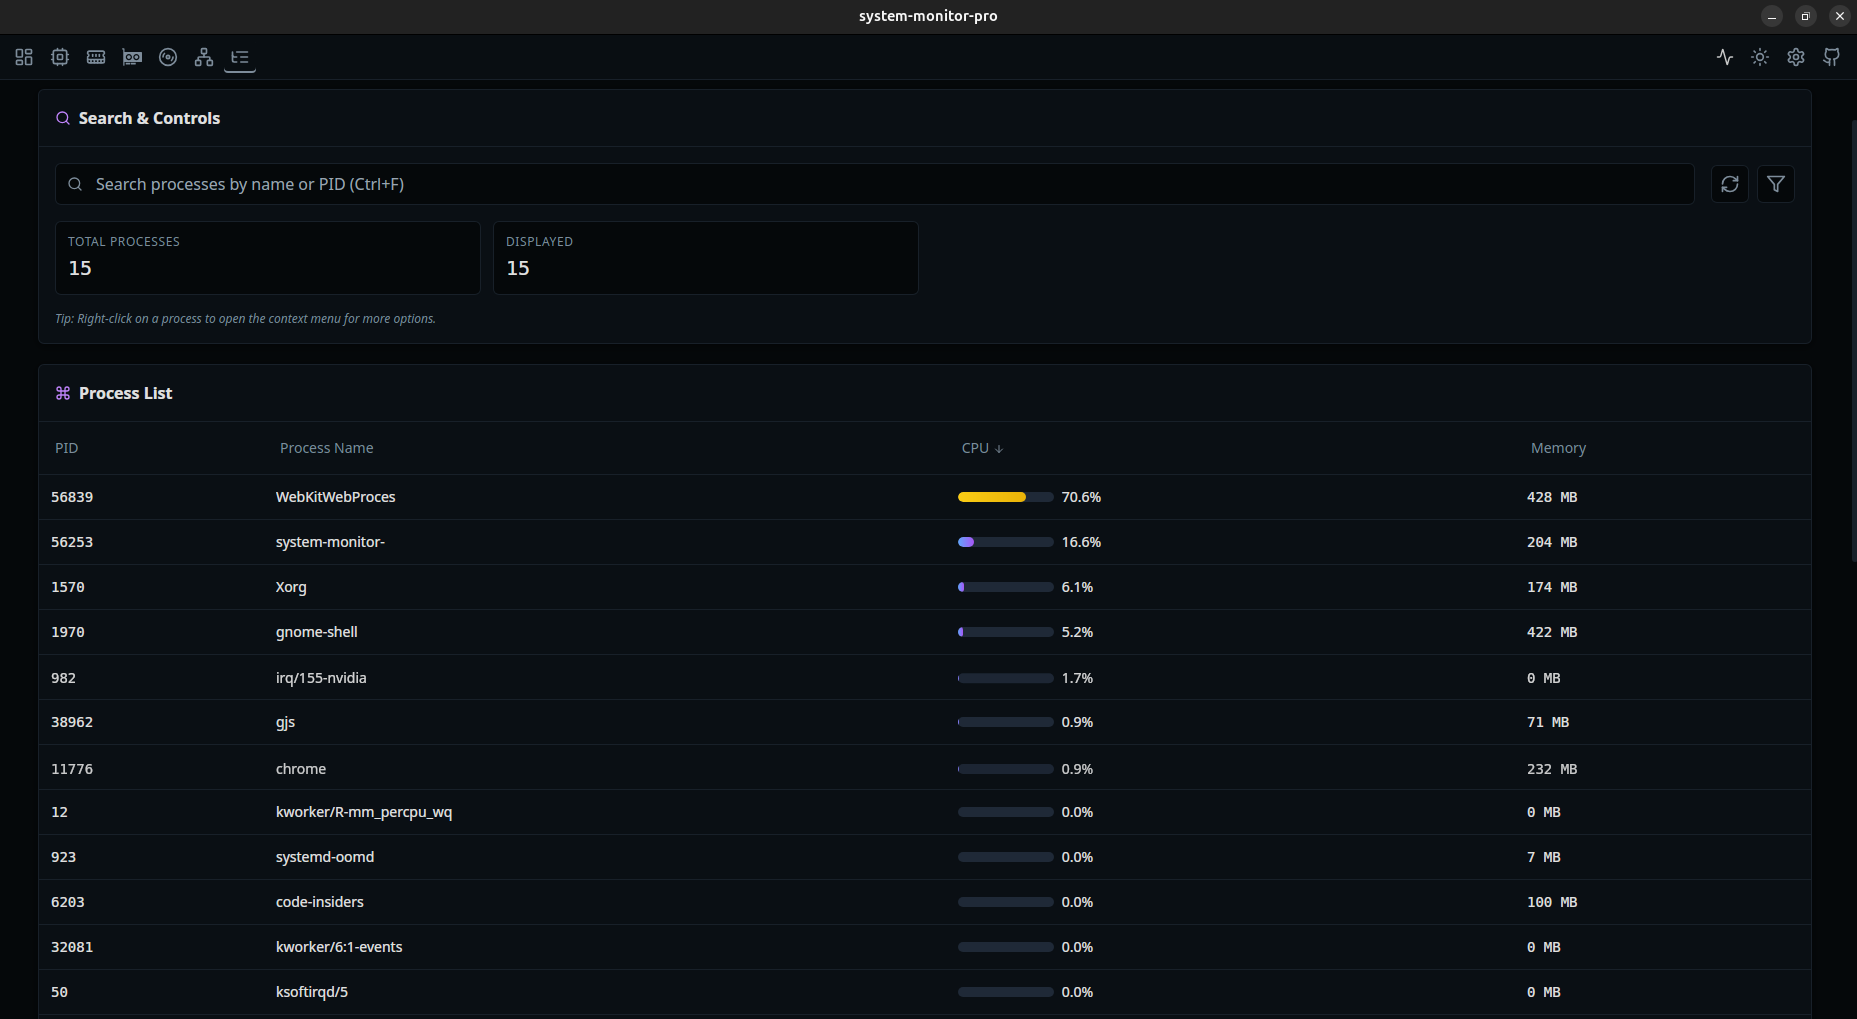 system-monitor-pro
Search & Controls
Search processes by name or PID (Ctrl+F)
TOTAL PROCESSES
15
DISPLAYED
15
Tip: Right-click on a process to open the context menu for more options.
Process List
PID Process Name CPU ↓ Memory
56839 WebKitWebProces 70.6% 428 MB
56253 system-monitor- 16.6% 204 MB
1570 Xorg 6.1% 174 MB
1970 gnome-shell 5.2% 422 MB
982 irq/155-nvidia 1.7% 0 MB
38962 gjs 0.9% 71 MB
11776 chrome 0.9% 232 MB
12 kworker/R-mm_percpu_wq 0.0% 0 MB
923 systemd-oomd 0.0% 7 MB
6203 code-insiders 0.0% 100 MB
32081 kworker/6:1-events 0.0% 0 MB
50 ksoftirqd/5 0.0% 0 MB